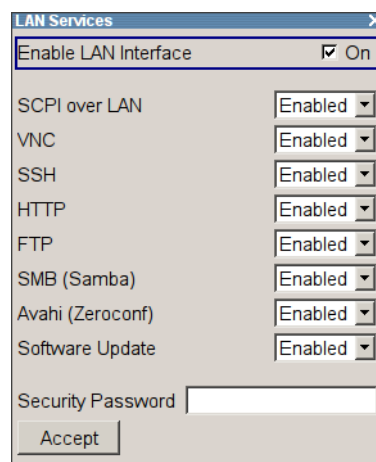 LAN Services
Enable LAN Interface On
SCPI over LAN Enabled
VNC Enabled
SSH Enabled
HTTP Enabled
FTP Enabled
SMB (Samba) Enabled
Avahi (Zeroconf) Enabled
Software Update Enabled
Security Password
Accept